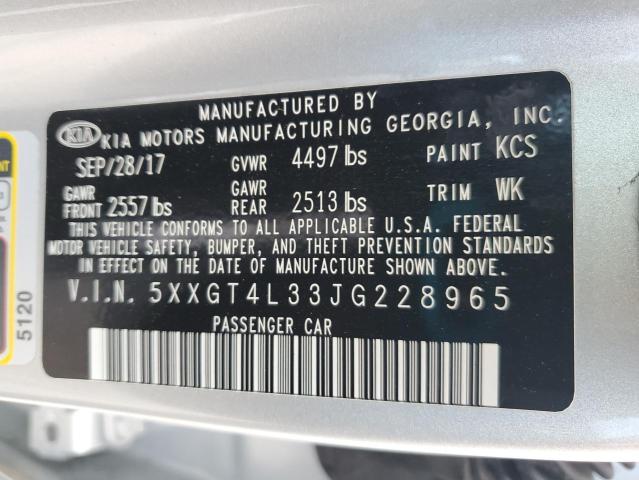 MANUFACTURED BY
KIA KIA MOTORS MANUFACTURING GEORGIA, INC.
SEP/28/17 GVWR 4497 lbs PAINT KCS
GAWR FRONT 2557 lbs GAWR REAR 2513 lbs TRIM WK
THIS VEHICLE CONFORMS TO ALL APPLICABLE U.S.A. FEDERAL
MOTOR VEHICLE SAFETY, BUMPER, AND THEFT PREVENTION STANDARDS
IN EFFECT ON THE DATE OF MANUFACTURE SHOWN ABOVE.
V.I.N. 5XXGT4L33JG228965
PASSENGER CAR
5120